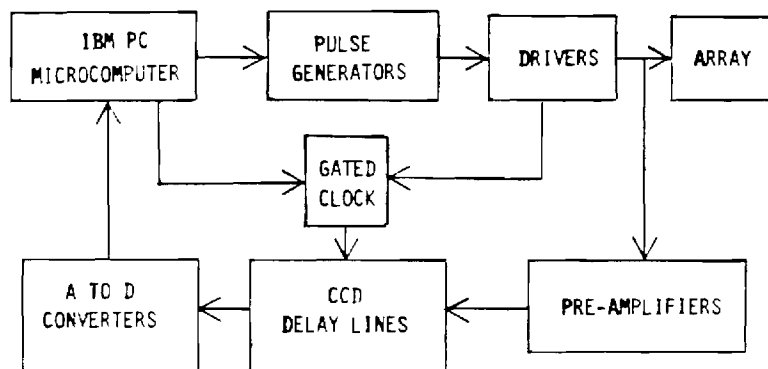 IBM PC
MICROCOMPUTER
PULSE
GENERATORS
DRIVERS
ARRAY
GATED
CLOCK
A TO D
CONVERTERS
CCD
DELAY LINES
PRE-AMPLIFIERS